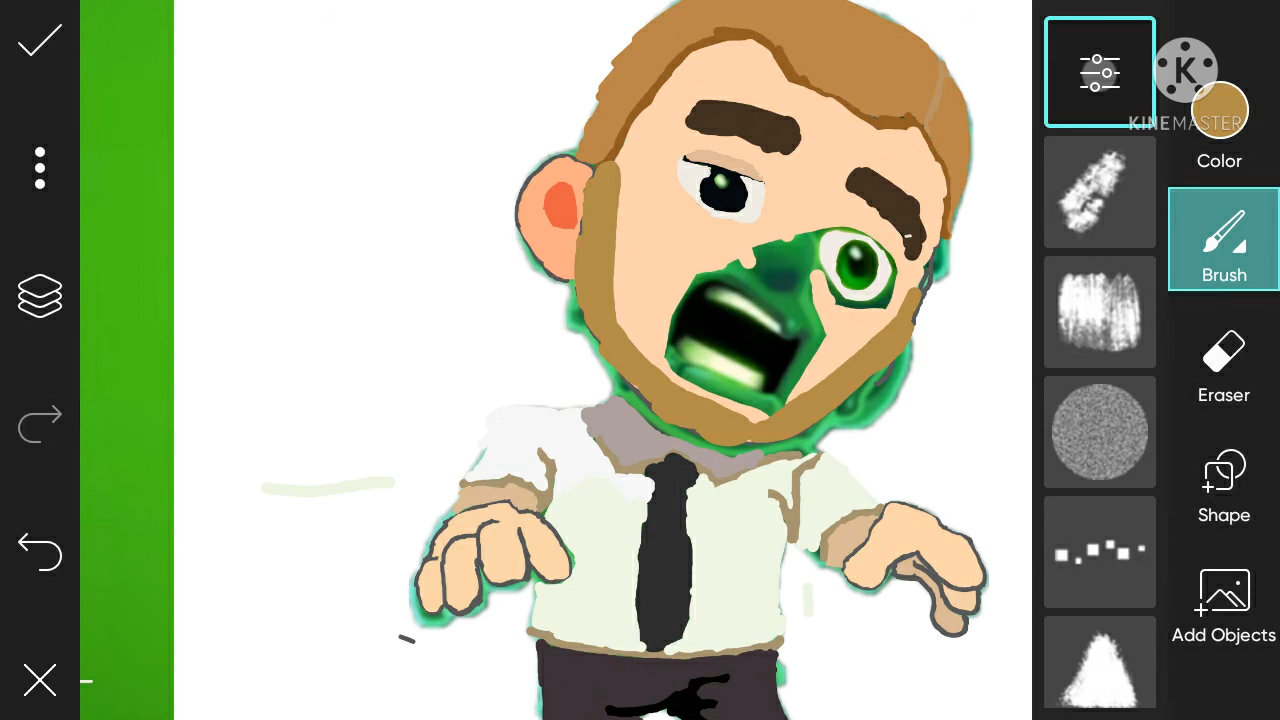 K
KINEMASTER
Color
Brush
Eraser
Shape
Add Objects